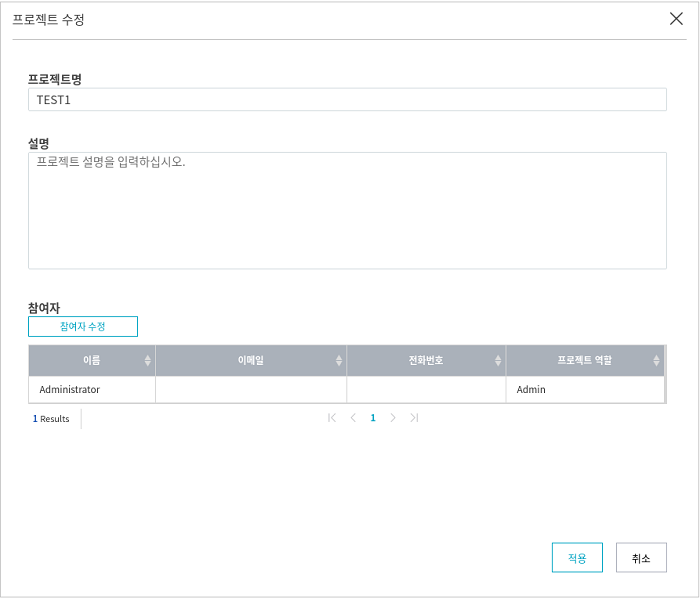 프로젝트 수정
프로젝트명
TEST1
설명
프로젝트 설명을 입력하십시오.
참여자
참여자 수정
이름 이메일 전화번호 프로젝트 역할
Administrator Admin
1 Results 1
적용 취소